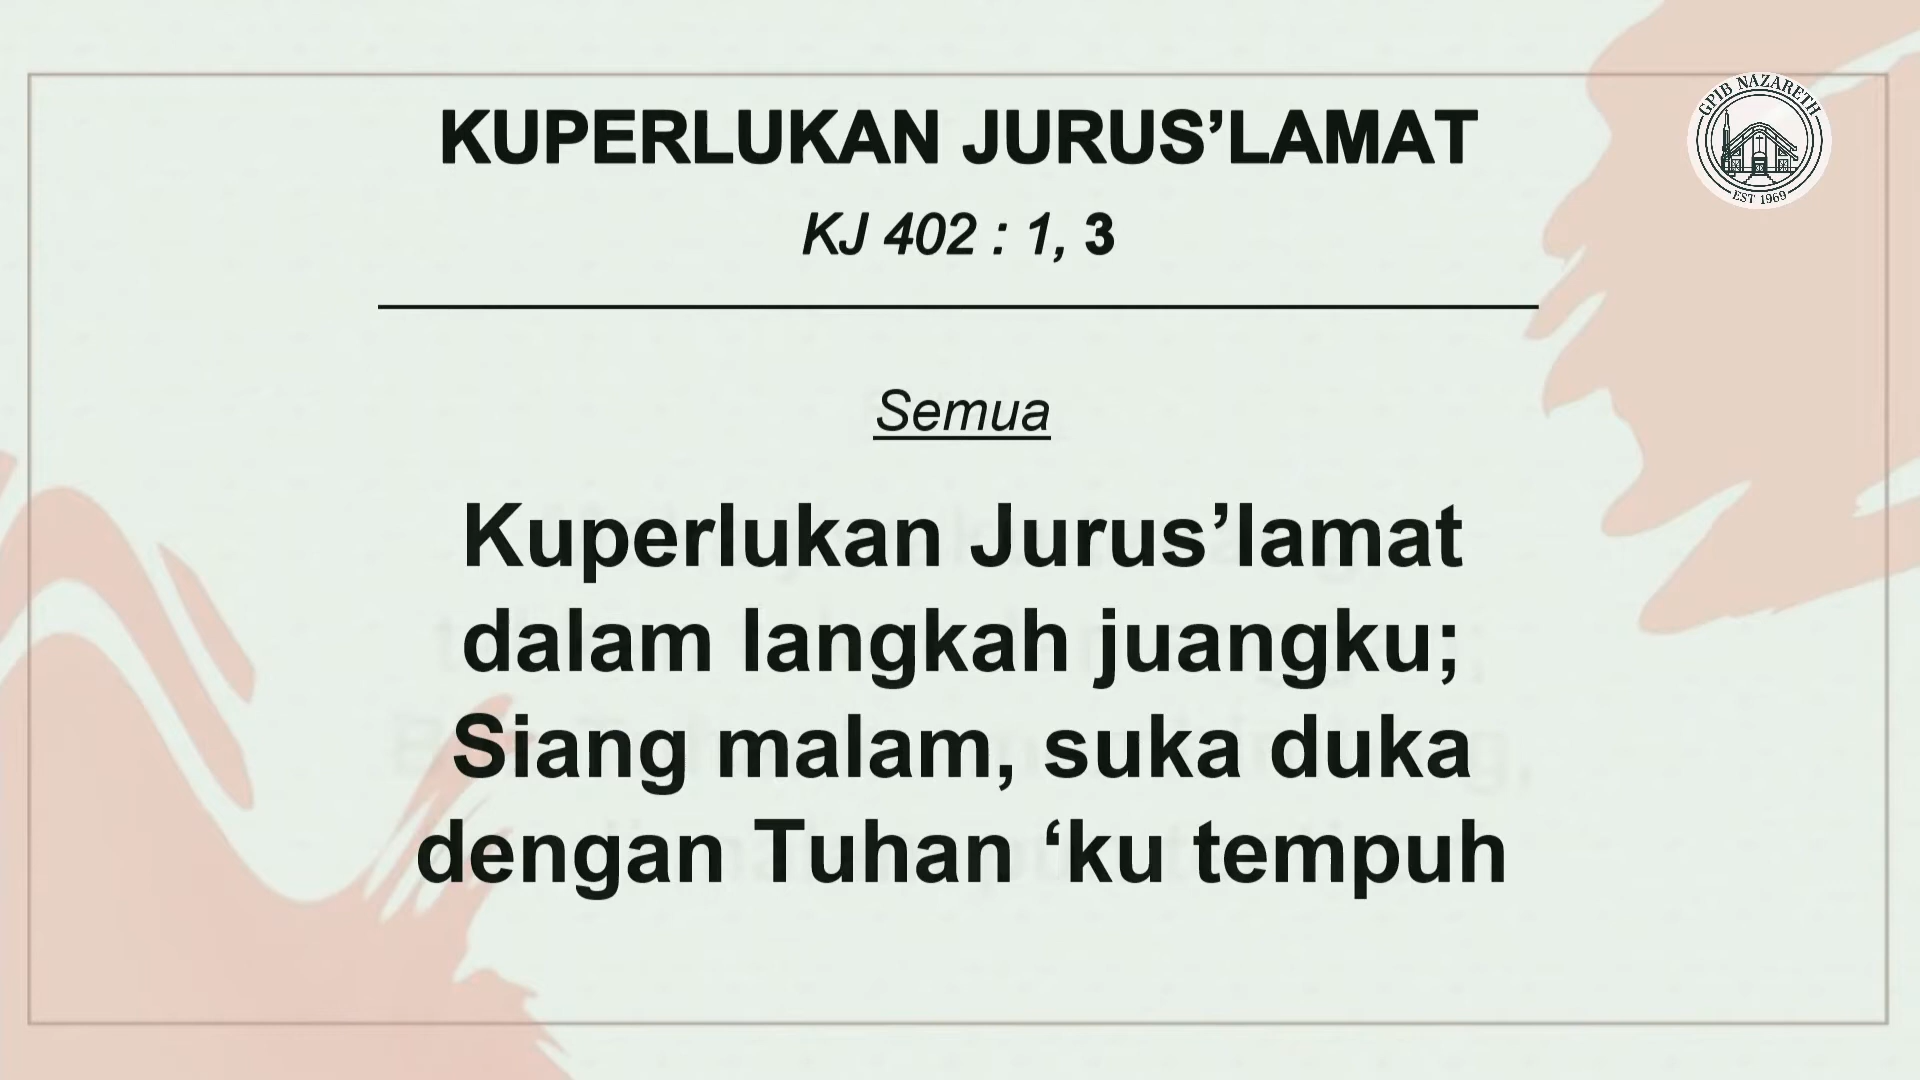 KUPERLUKAN JURUS’LAMAT
GPIB NAZARETH
EST 1969
KJ 402 : 1, 3
Semua
Kuperlukan Jurus’lamat
dalam langkah juangku;
Siang malam, suka duka
dengan Tuhan ‘ku tempuh